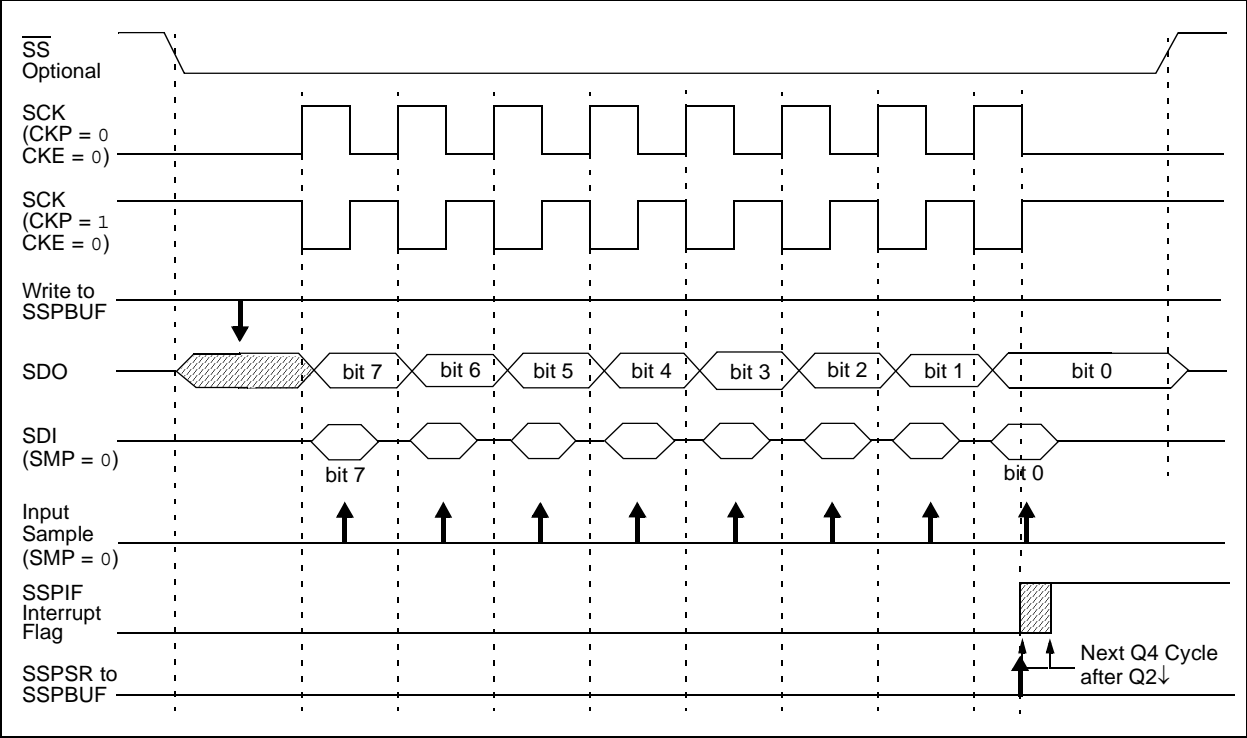 SS
Optional
SCK
(CKP = 0
CKE = 0)
SCK
(CKP = 1
CKE = 0)
Write to
SSPBUF
SDO
bit 7 bit 6 bit 5 bit 4 bit 3 bit 2 bit 1 bit 0
SDI
(SMP = 0)
bit 7 bit 0
Input
Sample
(SMP = 0)
SSPIF
Interrupt
Flag
Next Q4 Cycle
after Q2↓
SSPSR to
SSPBUF